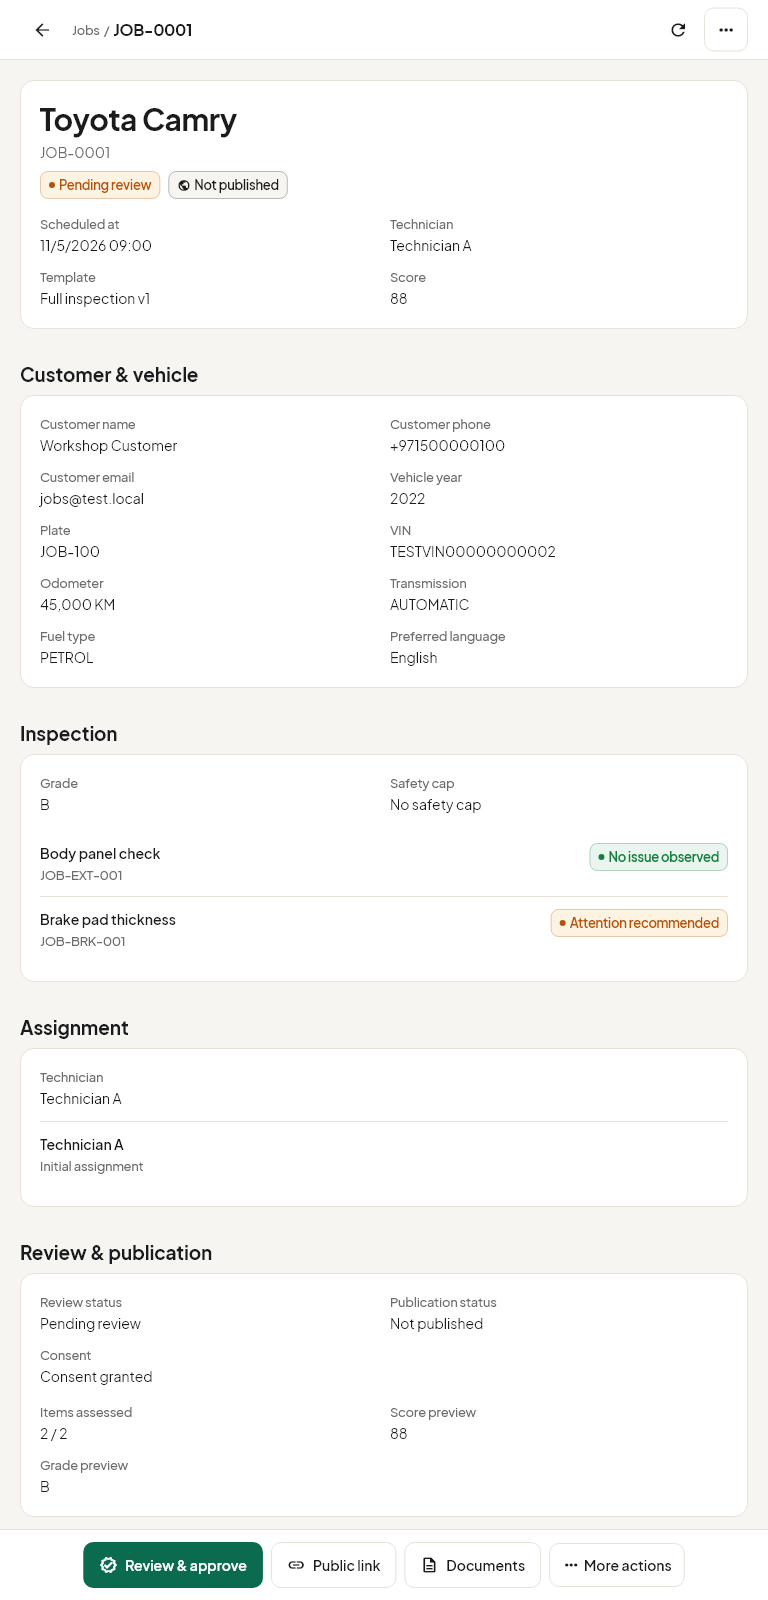 Jobs / JOB-0001
Toyota Camry
JOB-0001
Pending review
Not published
Scheduled at
Technician
11/5/2026 09:00
Technician A
Template
Score
Full inspection v1
88
Customer & vehicle
Customer name
Customer phone
Workshop Customer
+971500000100
Customer email
Vehicle year
jobs@test.local
2022
Plate
VIN
JOB-100
TESTVIN00000000002
Odometer
Transmission
45,000 KM
AUTOMATIC
Fuel type
Preferred language
PETROL
English
Inspection
Grade
Safety cap
B
No safety cap
Body panel check
No issue observed
JOB-EXT-001
Brake pad thickness
Attention recommended
JOB-BRK-001
Assignment
Technician
Technician A
Technician A
Initial assignment
Review & publication
Review status
Publication status
Pending review
Not published
Consent
Consent granted
Items assessed
Score preview
2 / 2
88
Grade preview
B
Review & approve
Public link
Documents
More actions